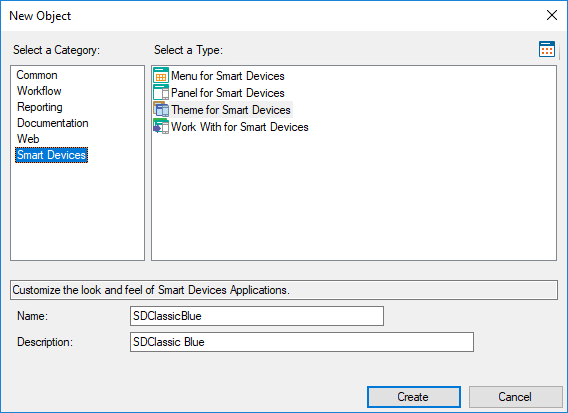 New Object
Select a Category:
Select a Type:
Common
Workflow
Reporting
Documentation
Web
Smart Devices
Menu for Smart Devices
Panel for Smart Devices
Theme for Smart Devices
Work With for Smart Devices
Customize the look and feel of Smart Devices Applications.
Name:
SDClassicBlue
Description:
SDClassic Blue
Create
Cancel